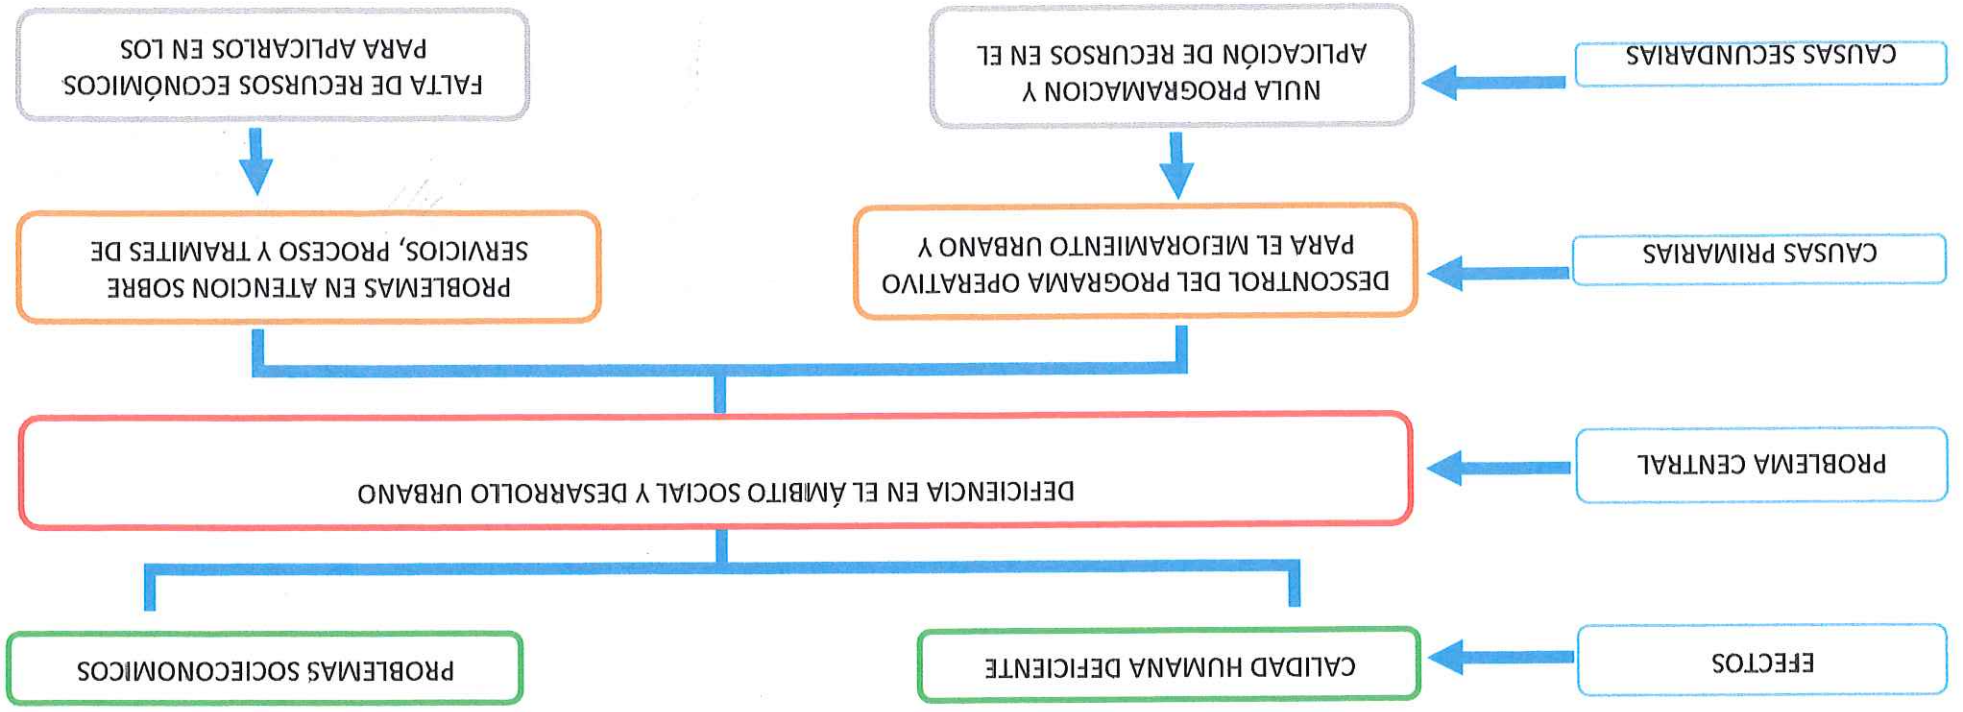 EFECTOS
CALIDAD HUMANA DEFICIENTE
PROBLEMAS SOCIECONOMICOS
PROBLEMA CENTRAL
DEFICIENCIA EN EL ÁMBITO SOCIAL Y DESARROLLO URBANO
CAUSAS PRIMARIAS
DESCONTROL DEL PROGRAMA OPERATIVO
PARA EL MEJORAMIENTO URBANO Y
PROBLEMAS EN ATENCION SOBRE
SERVICIOS, PROCESO Y TRAMITES DE
CAUSAS SECUNDARIAS
NULA PROGRAMACION Y
APLICACIÓN DE RECURSOS EN EL
FALTA DE RECURSOS ECONÓMICOS
PARA APLICARLOS EN LOS